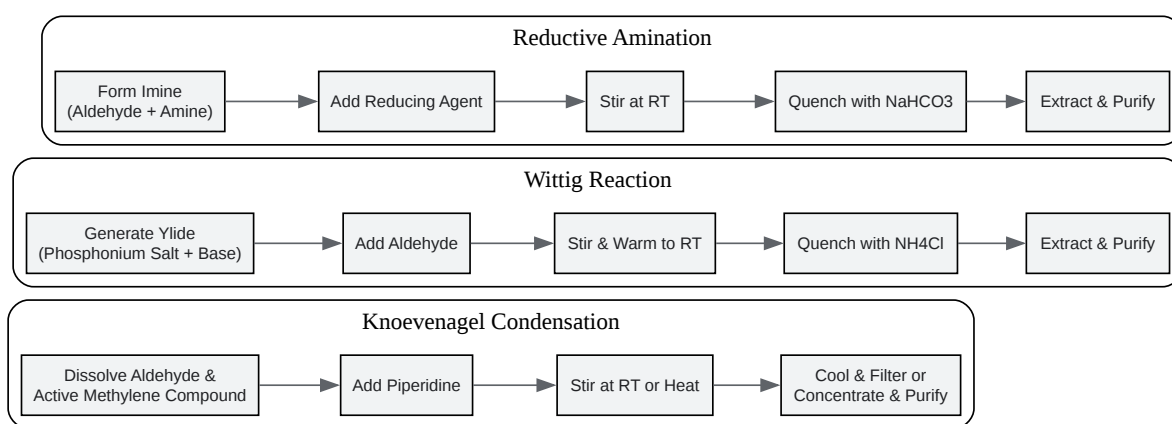 Reductive Amination
Form Imine
(Aldehyde + Amine)
Add Reducing Agent
Stir at RT
Quench with NaHCO3
Extract & Purify
Wittig Reaction
Generate Ylide
(Phosphonium Salt + Base)
Add Aldehyde
Stir & Warm to RT
Quench with NH4Cl
Extract & Purify
Knoevenagel Condensation
Dissolve Aldehyde &
Active Methylene Compound
Add Piperidine
Stir at RT or Heat
Cool & Filter or
Concentrate & Purify